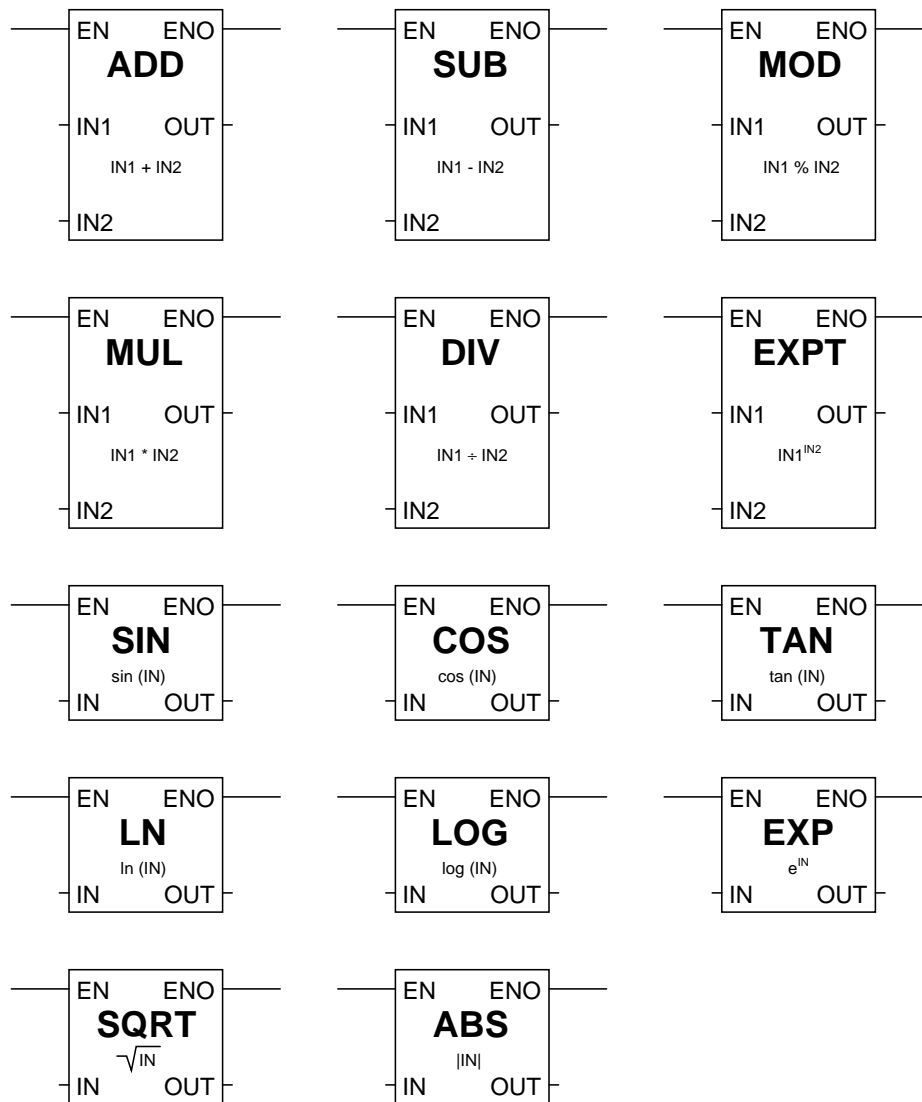 EN ENO
ADD
IN1 OUT
IN1 + IN2
IN2
EN ENO
SUB
IN1 OUT
IN1 - IN2
IN2
EN ENO
MOD
IN1 OUT
IN1 % IN2
IN2
EN ENO
MUL
IN1 OUT
IN1 * IN2
IN2
EN ENO
DIV
IN1 OUT
IN1 ÷ IN2
IN2
EN ENO
EXPT
IN1 OUT
IN1^IN2
IN2
EN ENO
SIN
sin (IN)
IN OUT
EN ENO
COS
cos (IN)
IN OUT
EN ENO
TAN
tan (IN)
IN OUT
EN ENO
LN
ln (IN)
IN OUT
EN ENO
LOG
log (IN)
IN OUT
EN ENO
EXP
e^IN
IN OUT
EN ENO
SQRT
√IN
IN OUT
EN ENO
ABS
|IN|
IN OUT